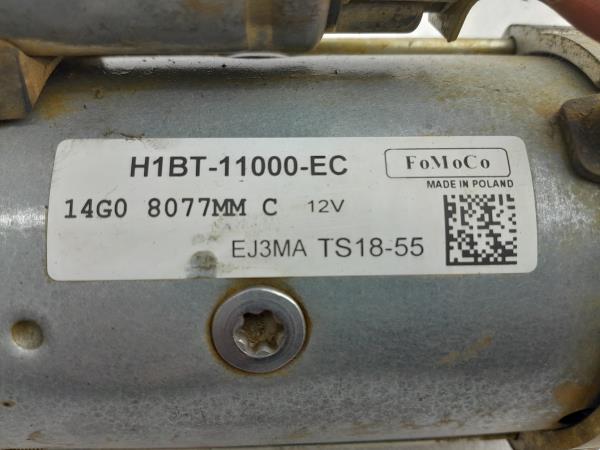 H1BT-11000-EC
FoMoCo
MADE IN POLAND
14G0 8077MM C 12V
EJ3MA TS18-55